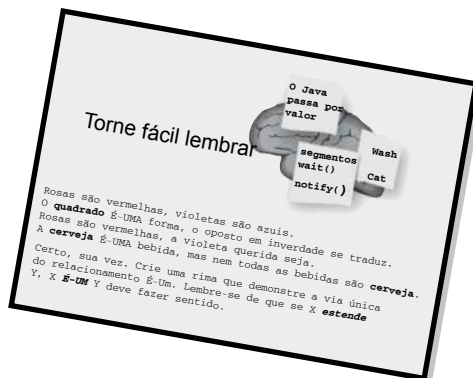 O Java
passa por
valor
Torne fácil lembrar
segmentos
wait()
notify()
Wash
Cat
Rosas são vermelhas, violetas são azuis.
O quadrado É-UMA forma, o oposto em inverdade se traduz.
Rosas são vermelhas, a violeta querida seja.
A cerveja É-UMA bebida, mas nem todas as bebidas são cerveja.
Certo, sua vez. Crie uma rima que demonstre a via única
do relacionamento É-Um. Lembre-se de que se X estende
Y, X É-UM Y deve fazer sentido.